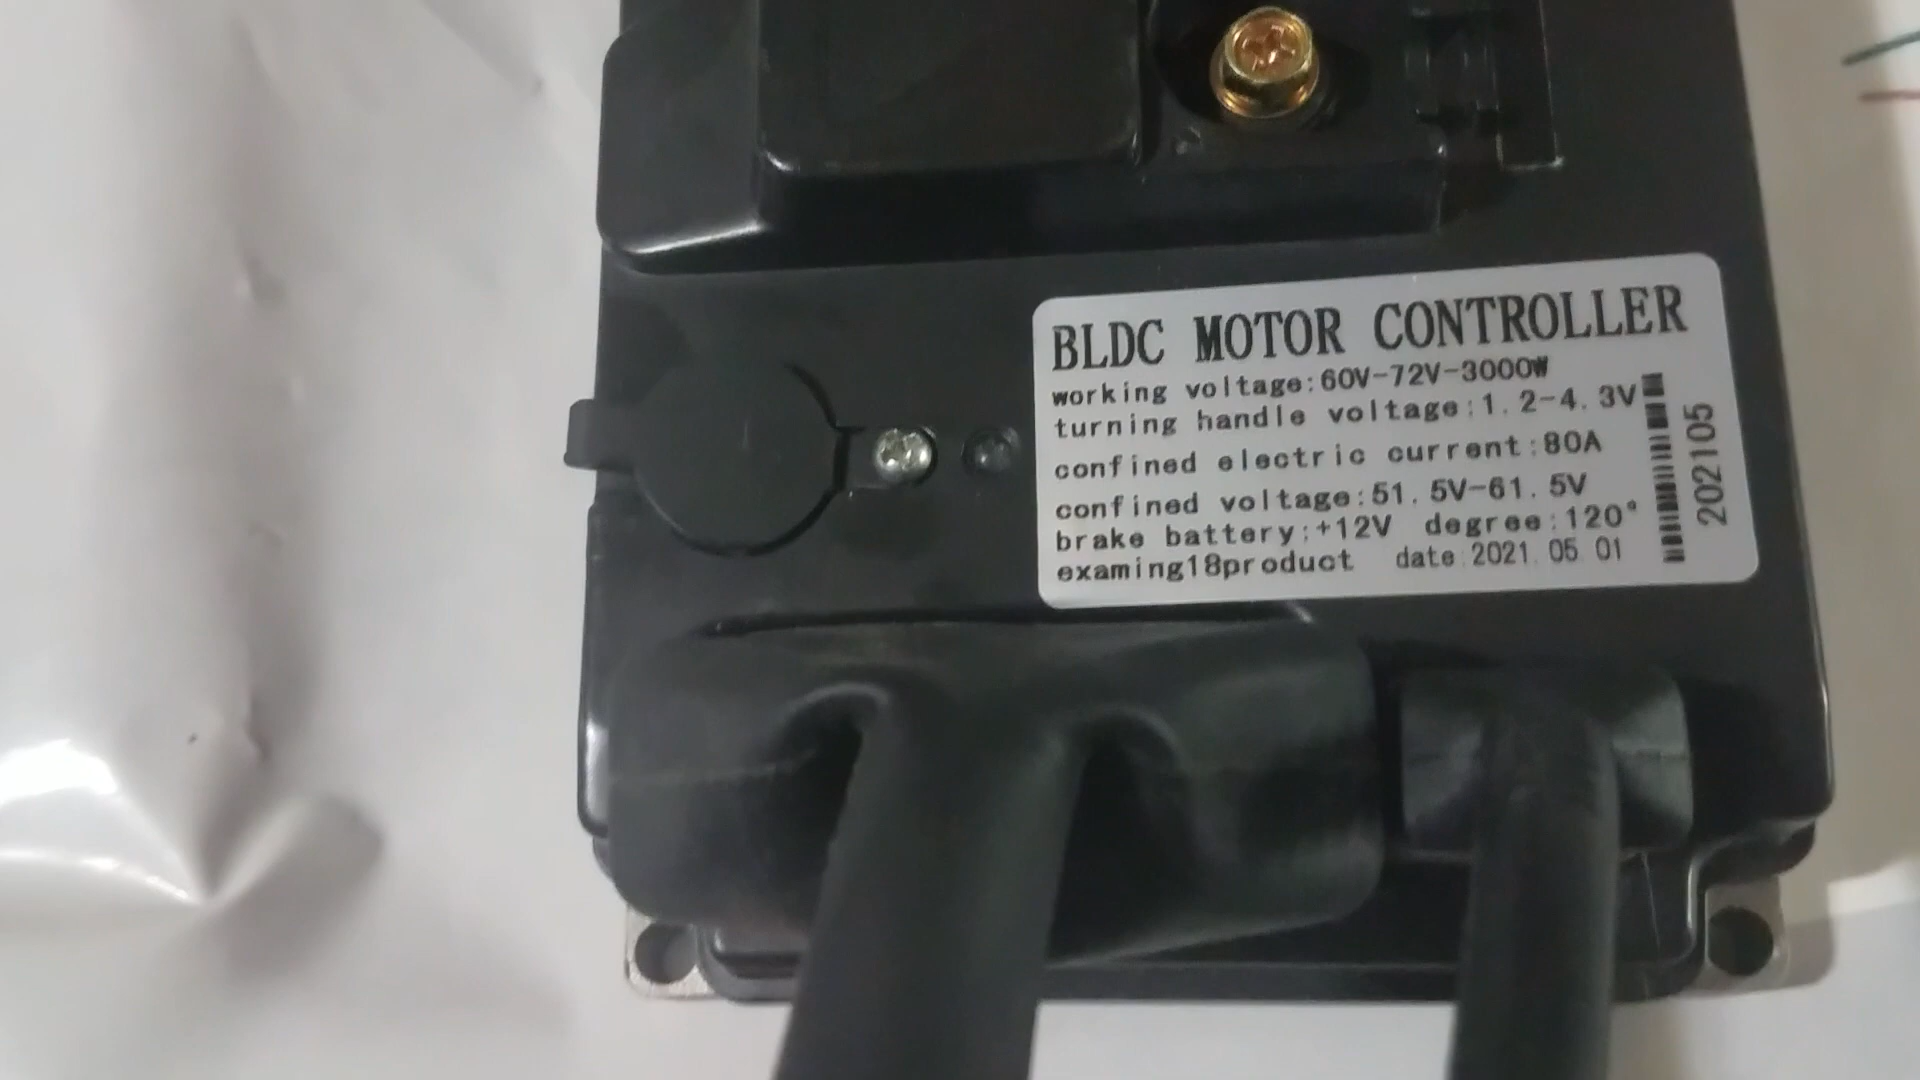 BLDC MOTOR CONTROLLER
working voltage:60V-72V-3000W
turning handle voltage:1.2-4.3V
confined electric current:80A
confined voltage:51.5V-61.5V
brake battery:+12V degree:120°
examing18product date:2021.05.01
202105